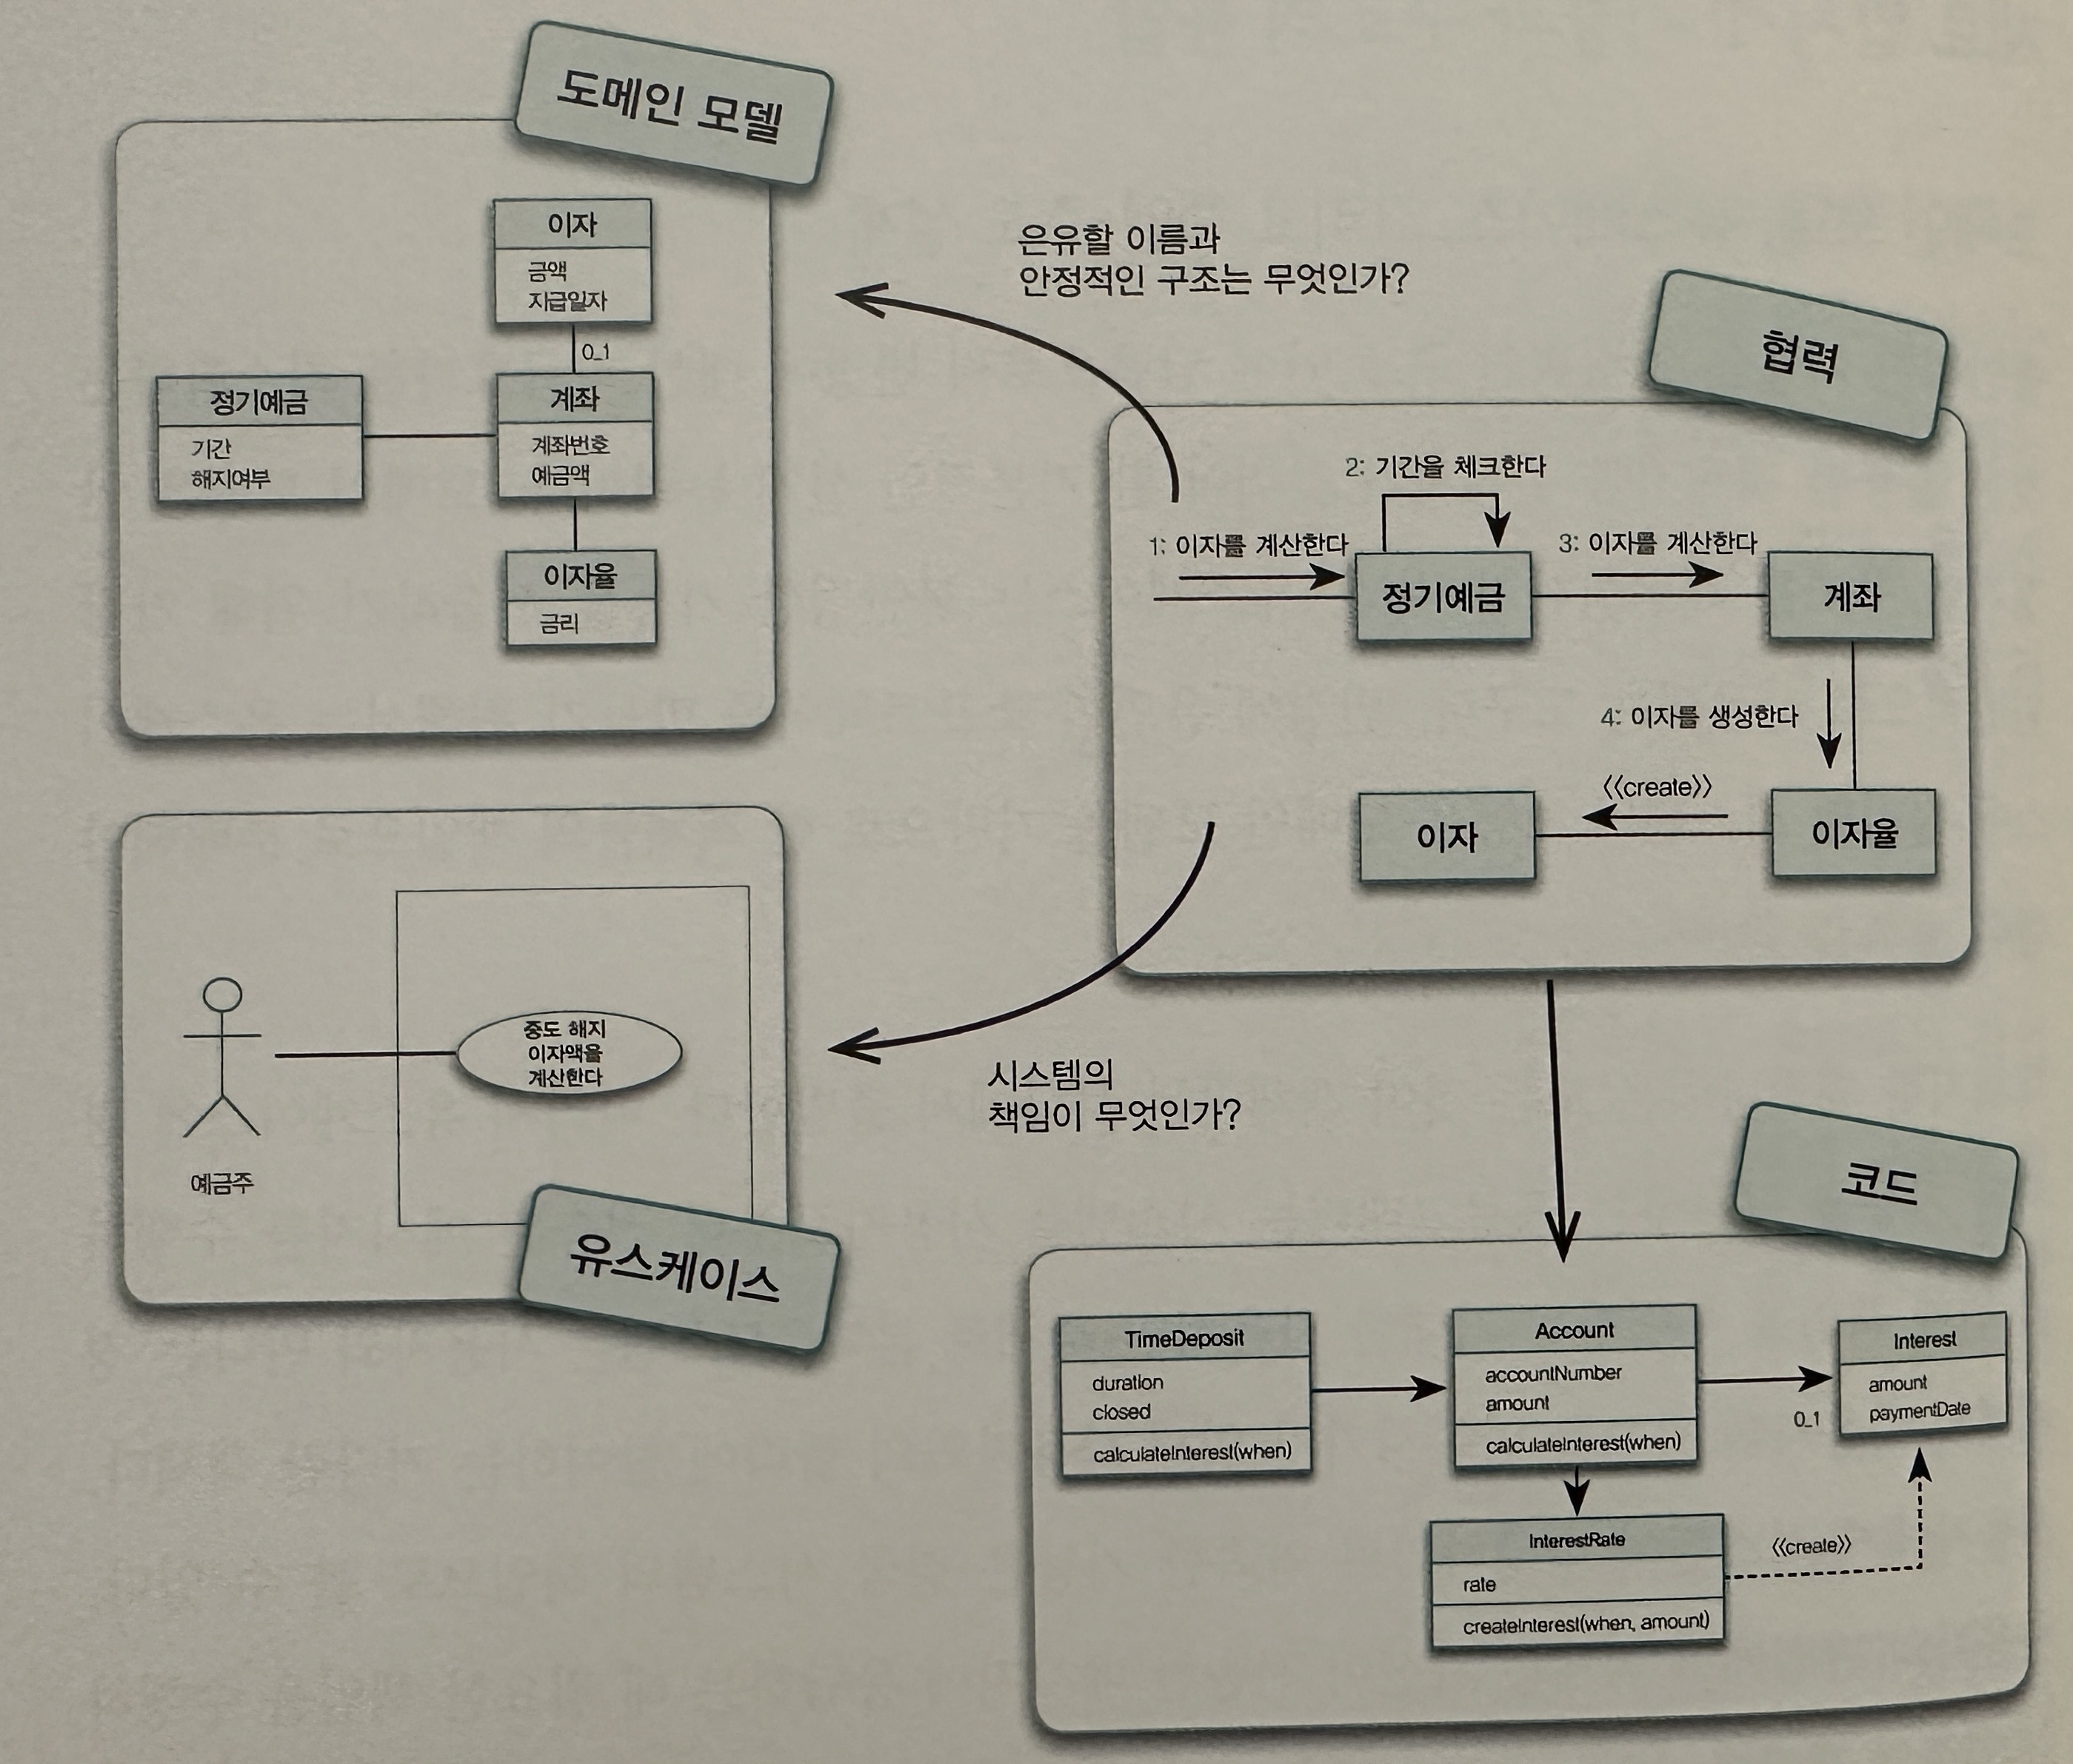 도메인 모델
이자
금액
지급일자
0..1
정기예금
기간
해지여부
계좌
계좌번호
예금액
이자율
금리
은유할 이름과
안정적인 구조는 무엇인가?
협력
2: 기간을 체크한다
1: 이자를 계산한다
3: 이자를 계산한다
정기예금
계좌
4: 이자를 생성한다
<<create>>
이자
이자율
중도 해지
이자액을
계산한다
예금주
유스케이스
시스템의
책임이 무엇인가?
코드
TimeDeposit
duration
closed
calculateInterest(when)
Account
accountNumber
amount
calculateInterest(when)
Interest
amount
paymentDate
0..1
InterestRate
rate
createInterest(when, amount)
<<create>>